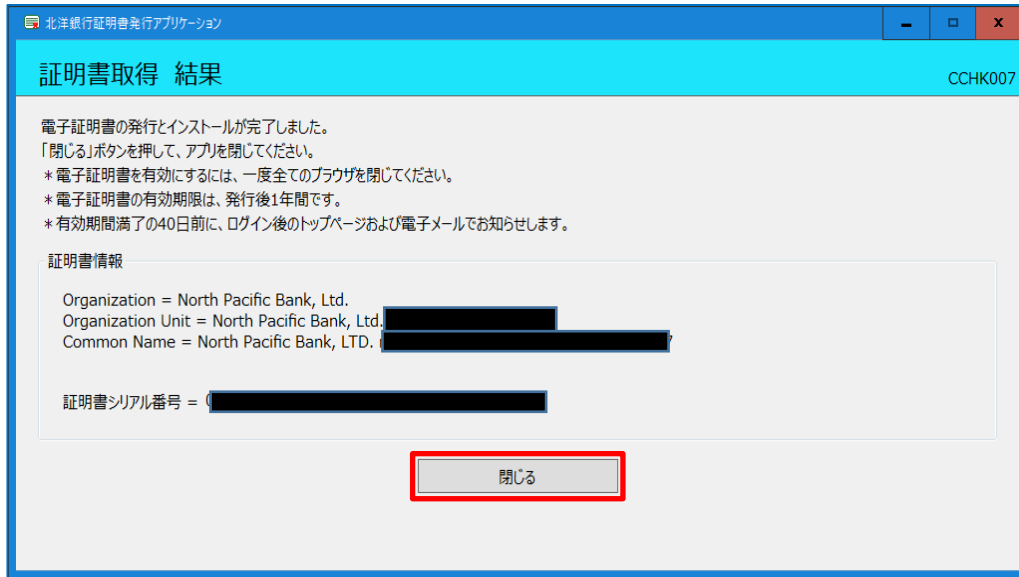 北洋銀行証明書発行アプリケーション
証明書取得 結果
CCHK007
電子証明書の発行とインストールが完了しました。
「閉じる」ボタンを押して、アプリを閉じてください。
＊電子証明書を有効にするには、一度全てのブラウザを閉じてください。
＊電子証明書の有効期限は、発行後1年間です。
＊有効期間満了の40日前に、ログイン後のトップページおよび電子メールでお知らせします。
証明書情報
Organization = North Pacific Bank, Ltd.
Organization Unit = North Pacific Bank, Ltd.
Common Name = North Pacific Bank, LTD.
証明書シリアル番号 =
閉じる